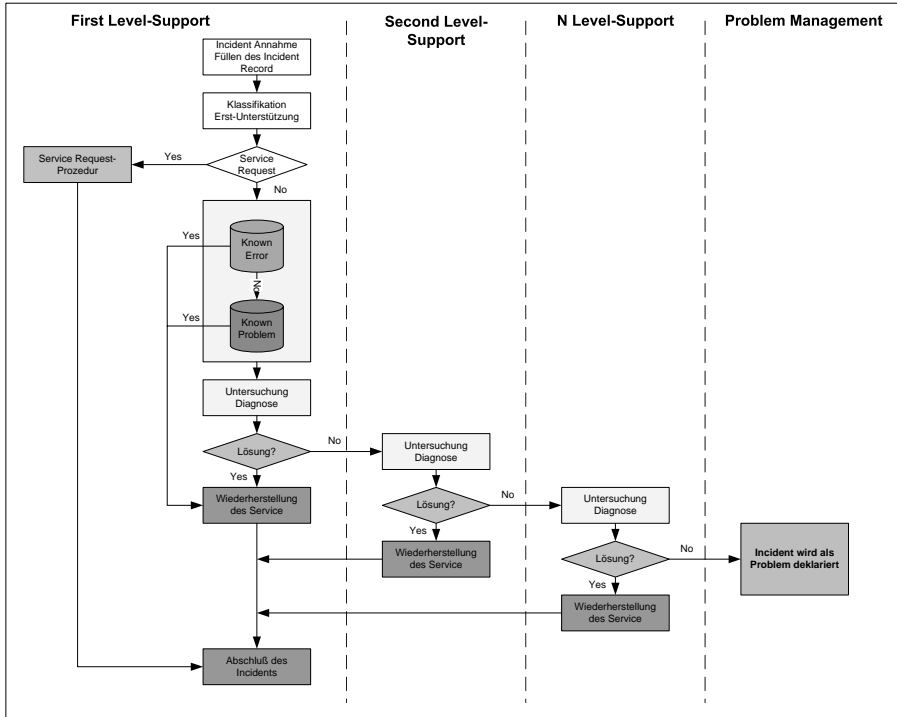 First Level-Support
Second Level-
Support
N Level-Support
Problem Management
Incident Annahme
Füllen des Incident
Record
Klassifikation
Erst-Unterstützung
Service Request-
Prozedur
Yes
Service
Request
No
Yes
Known
Error
No
Yes
Known
Problem
Untersuchung
Diagnose
Lösung?
No
Yes
Wiederherstellung
des Service
Untersuchung
Diagnose
Lösung?
No
Yes
Wiederherstellung
des Service
Untersuchung
Diagnose
Lösung?
No
Yes
Wiederherstellung
des Service
Incident wird als
Problem deklariert
Abschluß des
Incidents